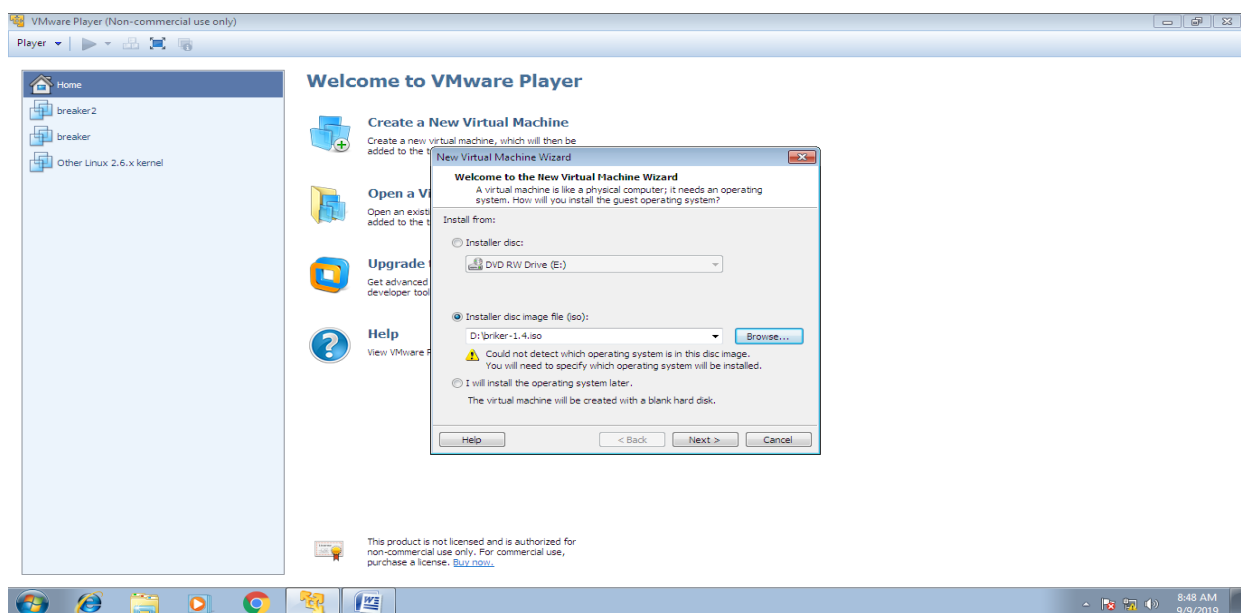 VMware Player (Non-commercial use only)
Player
Home
breaker2
breaker
Other Linux 2.6.x kernel
Welcome to VMware Player
Create a New Virtual Machine
Create a new virtual machine, which will then be
added to the t
Open a Vi
Open an existi
added to the t
Upgrade t
Get advanced
developer tool
Help
View VMware P
New Virtual Machine Wizard
Welcome to the New Virtual Machine Wizard
A virtual machine is like a physical computer; it needs an operating
system. How will you install the guest operating system?
Install from:
Installer disc:
DVD RW Drive (E:)
Installer disc image file (iso):
D:\briker-1.4.iso
Browse...
Could not detect which operating system is in this disc image.
You will need to specify which operating system will be installed.
I will install the operating system later.
The virtual machine will be created with a blank hard disk.
Help
< Back
Next >
Cancel
This product is not licensed and is authorized for
non-commercial use only. For commercial use,
purchase a license. Buy now.
8:48 AM
9/9/2019